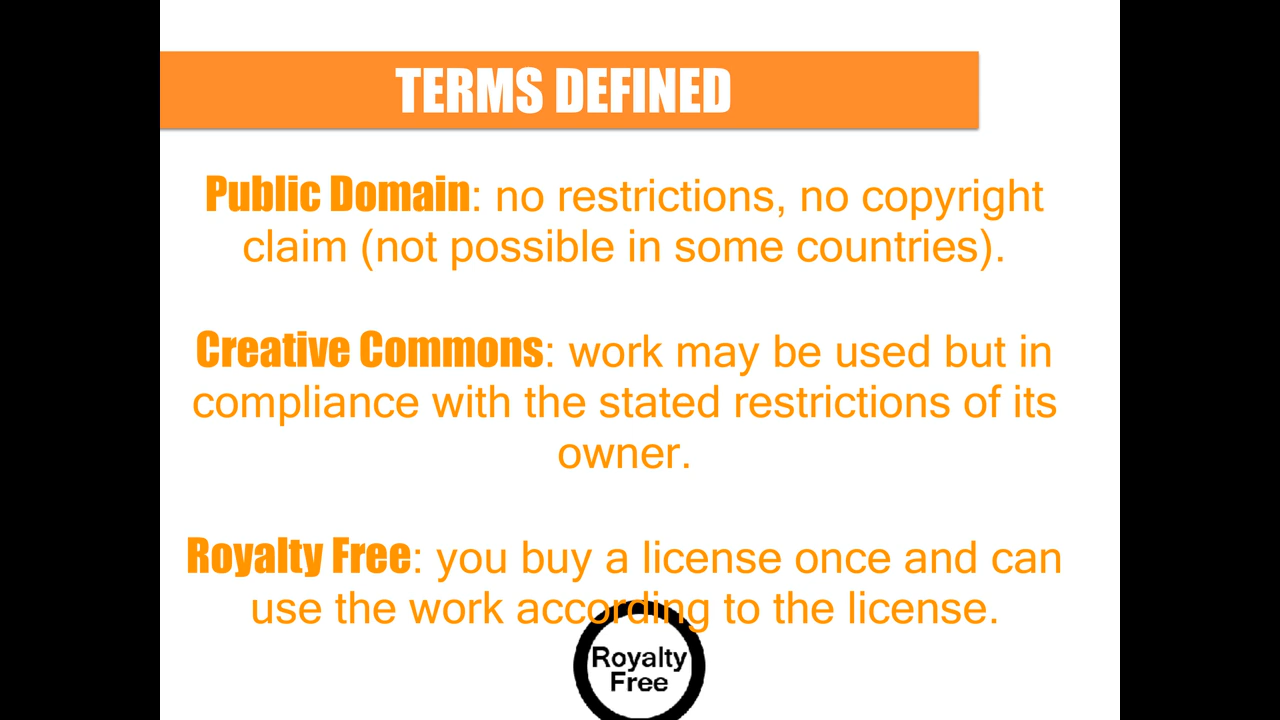 TERMS DEFINED
Public Domain: no restrictions, no copyright
claim (not possible in some countries).
Creative Commons: work may be used but in
compliance with the stated restrictions of its
owner.
Royalty Free: you buy a license once and can
use the work according to the license.
Royalty
Free